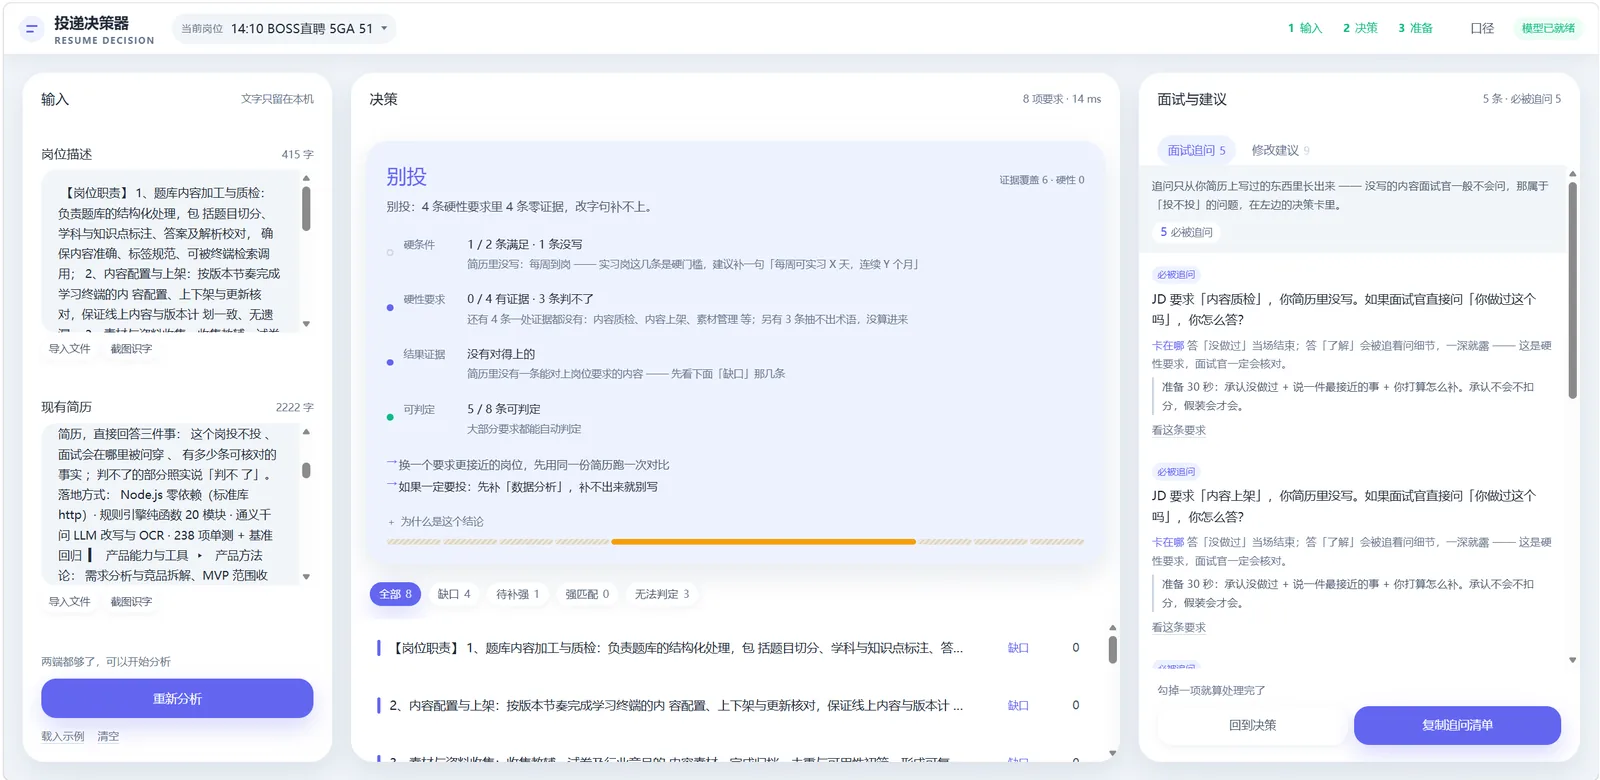 投递决策器
RESUME DECISION
当前岗位 14:10 BOSS直聘 5GA 51
1 输入 2 决策 3 准备 口径 模型已就绪
输入 文字只留在本机
岗位描述 415 字
【岗位职责】 1、题库内容加工与质检：
负责题库的结构化处理，包 括题目切分、
学科与知识点标注、答案及解析校对， 确
保内容准确、标签规范、可被终端检索调
用； 2、内容配置与上架：按版本节奏完成
学习终端的内 容配置、上下架与更新核
对，保证线上内容与版本计 划一致、无遗
导入文件 截图识字
现有简历 2222 字
简历，直接回答三件事： 这个岗投不投 、
面试会在哪里被问穿 、 有多少条可核对的
事实 ；判不了的部分照实说「判不 了」。
落地方式： Node.js 零依赖（标准库
http）· 规则引擎纯函数 20 模块 · 通义千
问 LLM 改写与 OCR · 238 项单测 + 基准
回归 ▎ 产品能力与工具 ‣ 产品方法
论： 需求分析与竞品拆解、MVP 范围收
导入文件 截图识字
两端都够了，可以开始分析
重新分析
载入示例 清空
决策 8 项要求 · 14 ms
别投
证据覆盖 6 · 硬性 0
别投：4 条硬性要求里 4 条零证据，改字句补不上。
硬条件 1 / 2 条满足 · 1 条没写
简历里没写：每周到岗 —— 实习岗这几条是硬门槛，建议补一句「每周可实习 X 天，连续 Y 个月」
硬性要求 0 / 4 有证据 · 3 条判不了
还有 4 条一处证据都没有：内容质检、内容上架、素材管理 等；另有 3 条抽不出术语，没算进来
结果证据 没有对得上的
简历里没有一条能对上岗位要求的内容 —— 先看下面「缺口」那几条
可判定 5 / 8 条可判定
大部分要求都能自动判定
→换一个要求更接近的岗位，先用同一份简历跑一次对比
→如果一定要投：先补「数据分析」，补不出来就别写
+ 为什么是这个结论
全部 8 缺口 4 待补强 1 强匹配 0 无法判定 3
【岗位职责】 1、题库内容加工与质检：负责题库的结构化处理，包 括题目切分、学科与知识点标注、答... 缺口 0
2、内容配置与上架：按版本节奏完成学习终端的内 容配置、上下架与更新核对，保证线上内容与版本计 ... 缺口 0
面试与建议 5 条 · 必被追问 5
面试追问 5 修改建议 9
追问只从你简历上写过的东西里长出来 —— 没写的内容面试官一般不会问，那属于
「投不投」的问题，在左边的决策卡里。
5 必被追问
必被追问
JD 要求「内容质检」，你简历里没写。如果面试官直接问「你做过这个
吗」，你怎么答？
卡在哪 答「没做过」当场结束；答「了解」会被追着问细节，一深就露 —— 这是硬
性要求，面试官一定会核对。
准备 30 秒：承认没做过 + 说一件最接近的事 + 你打算怎么补。承认不会不扣
分，假装会才会。
看这条要求
必被追问
JD 要求「内容上架」，你简历里没写。如果面试官直接问「你做过这个
吗」，你怎么答？
卡在哪 答「没做过」当场结束；答「了解」会被追着问细节，一深就露 —— 这是硬
性要求，面试官一定会核对。
准备 30 秒：承认没做过 + 说一件最接近的事 + 你打算怎么补。承认不会不扣
分，假装会才会。
看这条要求
必被追问
勾掉一项就算处理完了
回到决策 复制追问清单